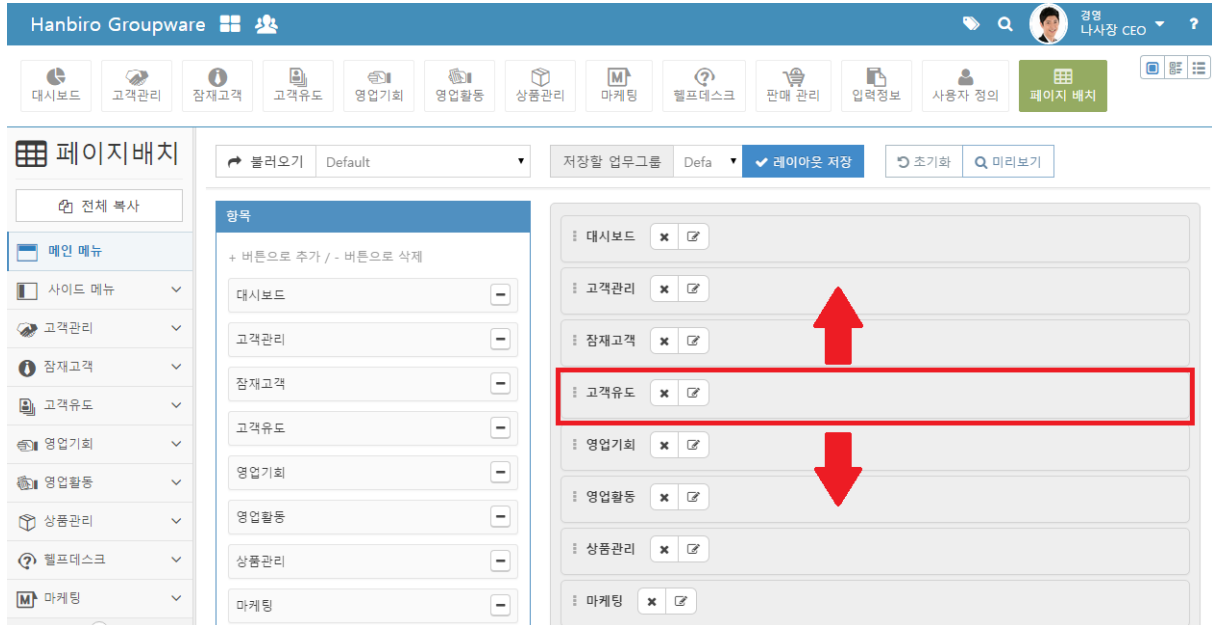 Hanbiro Groupware
경영
나사장 CEO
?
대시보드 고객관리 잠재고객 고객유도 영업기회 영업활동 상품관리 마케팅 헬프데스크 판매 관리 입력정보 사용자 정의 페이지 배치
페이지배치
전체 복사
메인 메뉴
사이드 메뉴
고객관리
잠재고객
고객유도
영업기회
영업활동
상품관리
헬프데스크
마케팅
불러오기 Default
저장할 업무그룹 Defa 레이아웃 저장 초기화 미리보기
항목
+ 버튼으로 추가 / - 버튼으로 삭제
대시보드
고객관리
잠재고객
고객유도
영업기회
영업활동
상품관리
마케팅
대시보드
고객관리
잠재고객
고객유도
영업기회
영업활동
상품관리
마케팅